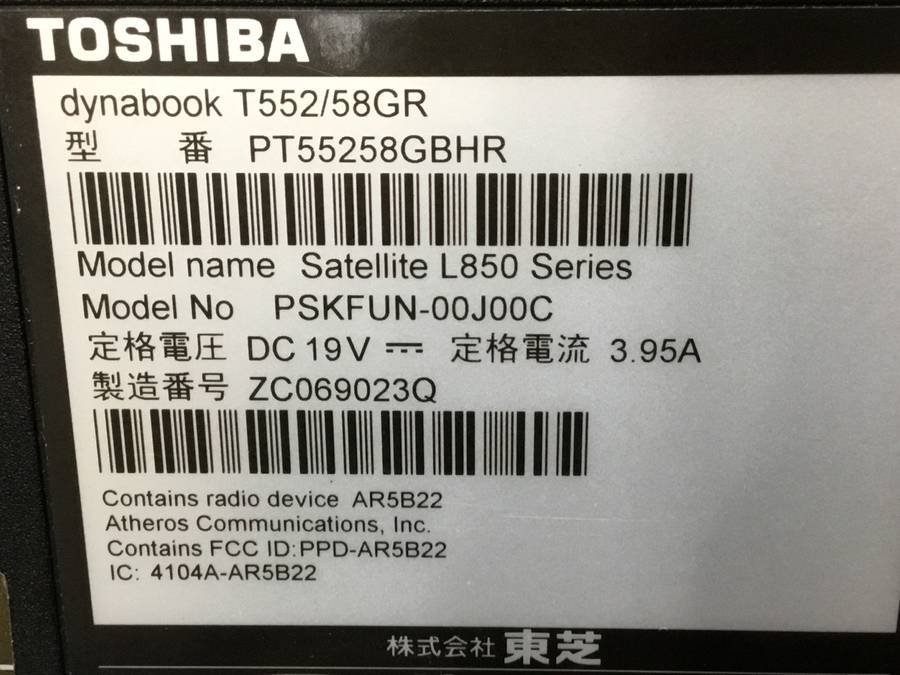 TOSHIBA
dynabook T552/58GR
型 番 PT55258GBHR
Model name Satellite L850 Series
Model No PSKFUN-00J00C
定格電圧 DC 19V ⎓ 定格電流 3.95A
製造番号 ZC069023Q
Contains radio device AR5B22
Atheros Communications, Inc.
Contains FCC ID:PPD-AR5B22
IC: 4104A-AR5B22
株式会社 東芝